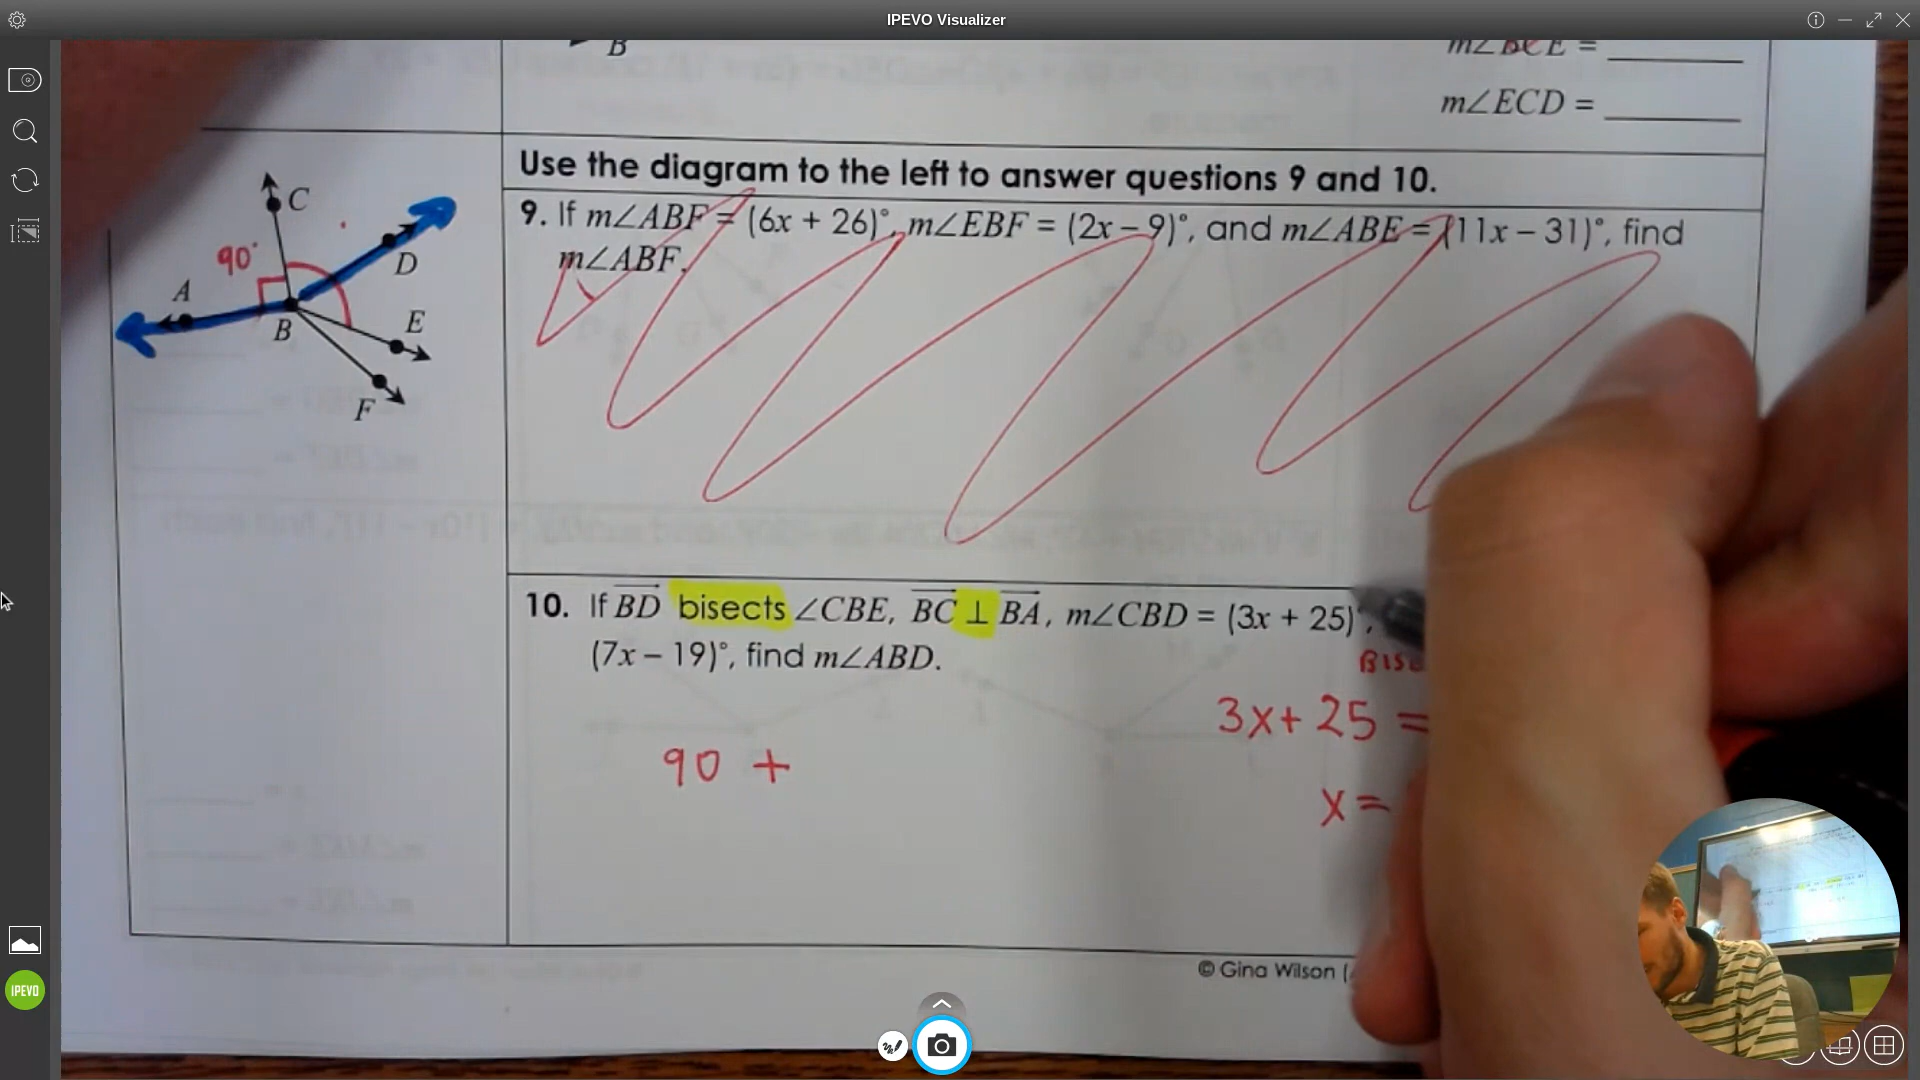 IPEVO Visualizer
B
m∠BCE =
m∠ECD =
Use the diagram to the left to answer questions 9 and 10.
C
90°
D
A
B
E
F
9. If m∠ABF = (6x + 26)°, m∠EBF = (2x – 9)°, and m∠ABE = (11x – 31)°, find
m∠ABF.
10. If BD bisects ∠CBE, BC ⊥ BA, m∠CBD = (3x + 25)°,
(7x – 19)°, find m∠ABD.
3x+ 25 =
90 +
x=
© Gina Wilson (
IPEVO